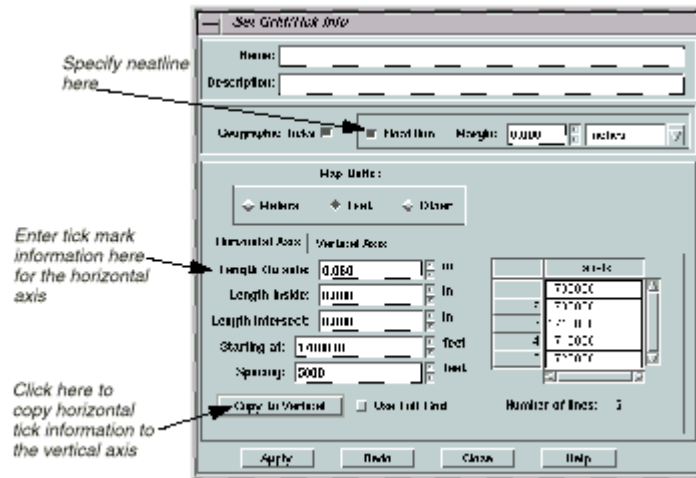 Set Grid/Tick Info
Name:
Description:
Specify neatline
here
Geographic Ticks
Neatline
Margin:
0.000
inches
Map Units:
Meters
Feet
Other
Horizontal Axis
Vertical Axis
Enter tick mark
information here
for the horizontal
axis
Length Outside:
in
Length Inside: 0.000 in
Length Intersect: 0.000 in
Starting at: feet
Spacing: 5000 feet
Click here to
copy horizontal
tick information to
the vertical axis
Copy to Vertical
Use Full Grid
Number of lines:
Apply
Redo
Close
Help